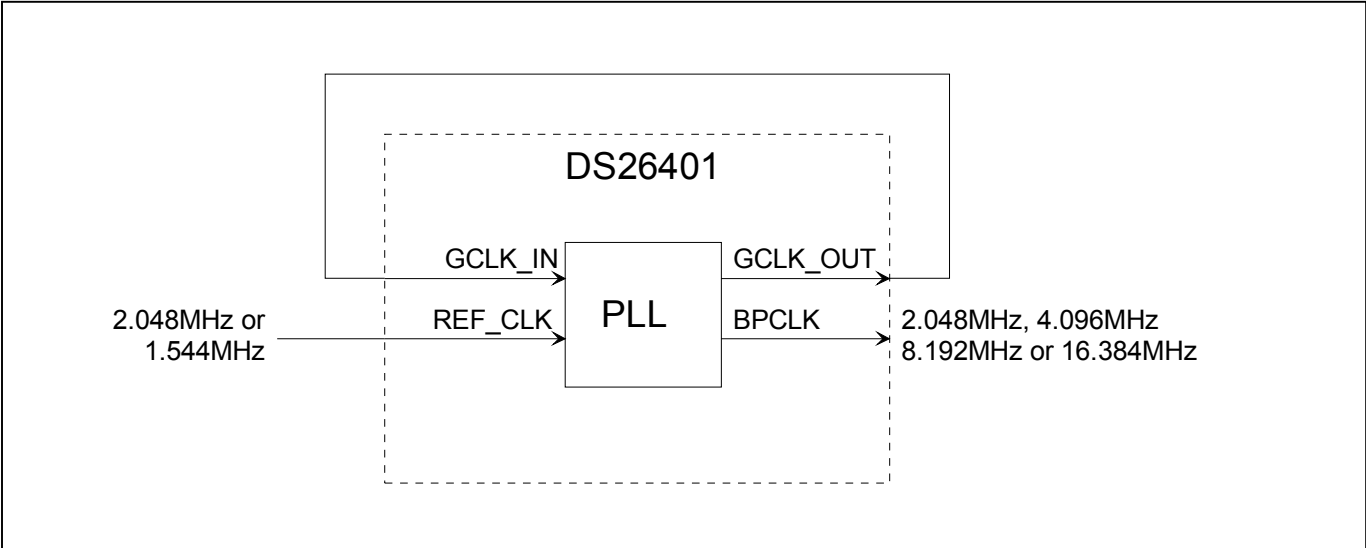 DS26401
GCLK_IN
GCLK_OUT
2.048MHz or
1.544MHz
REF_CLK
PLL
BPCLK
2.048MHz, 4.096MHz
8.192MHz or 16.384MHz